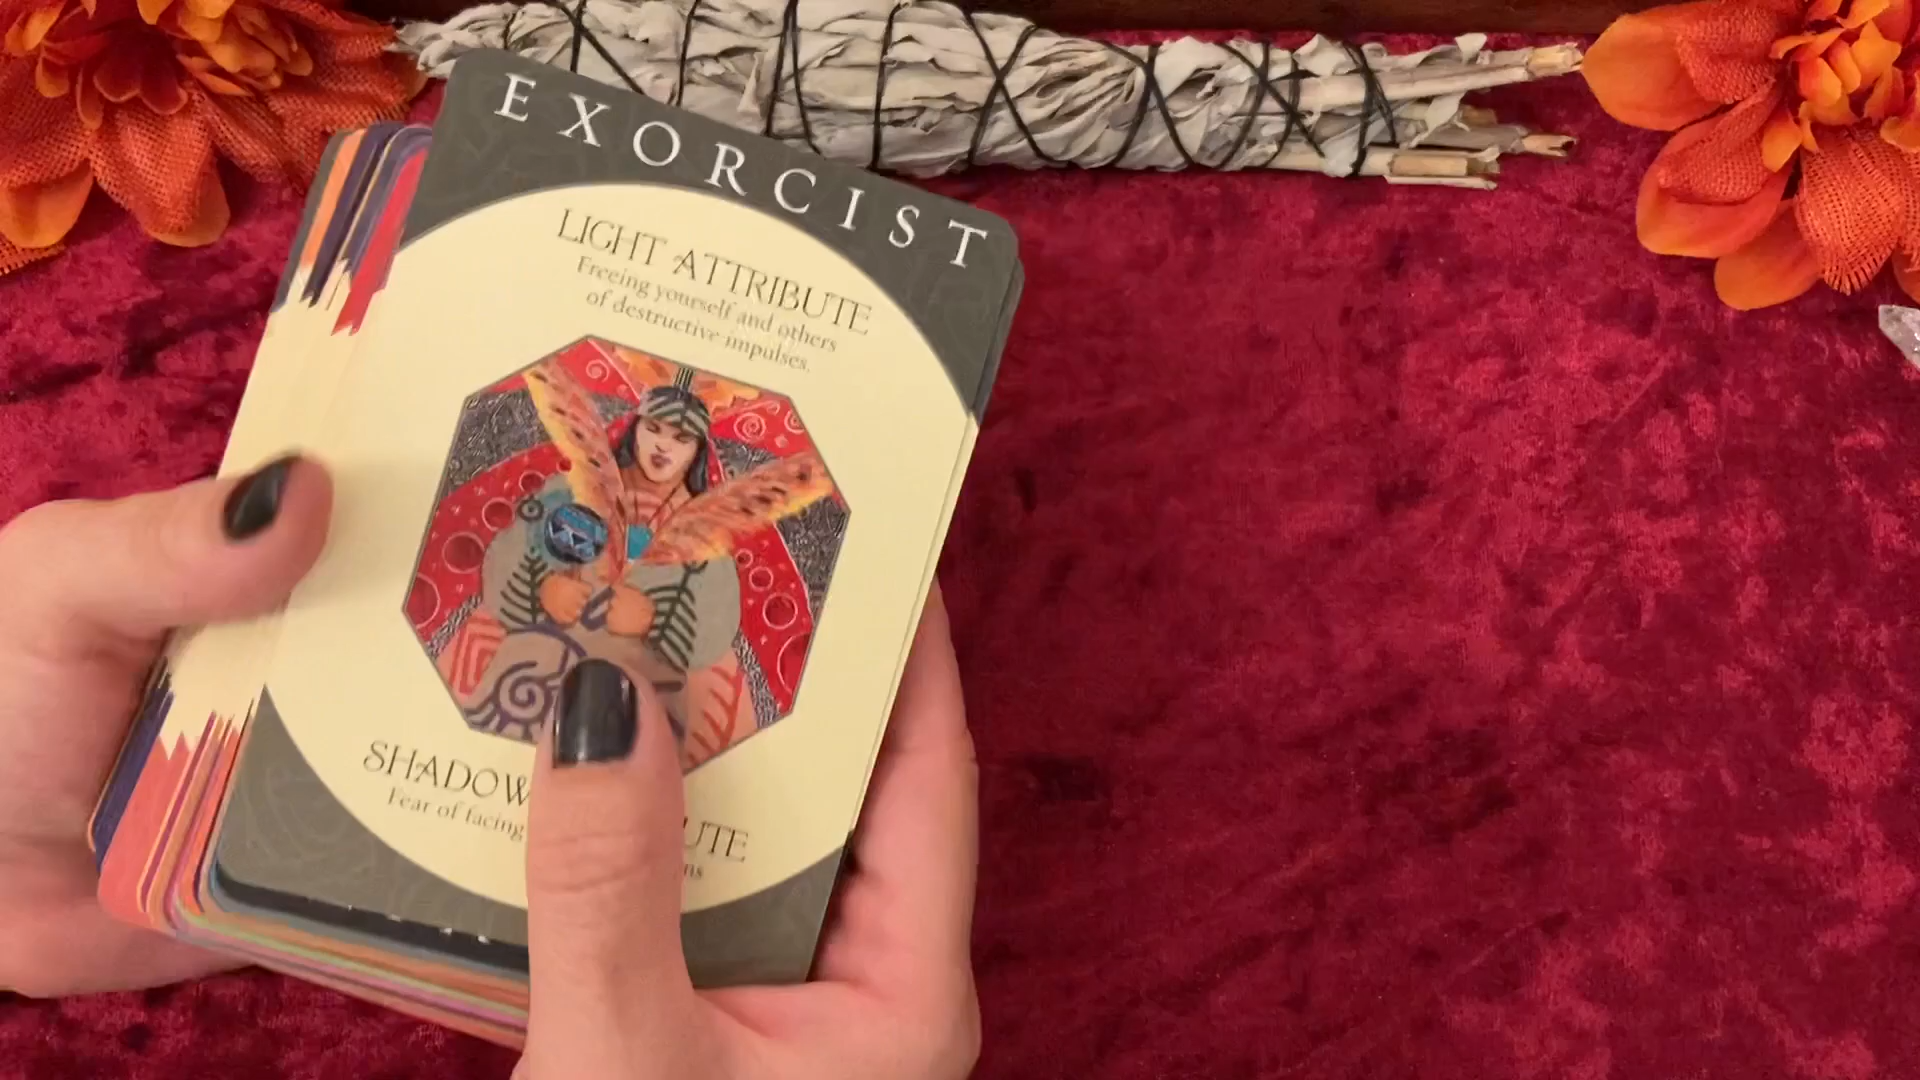 EXORCIST
LIGHT ATTRIBUTE
Freeing yourself and others
of destructive impulses.
SHADOW UTE
Fear of facing ns